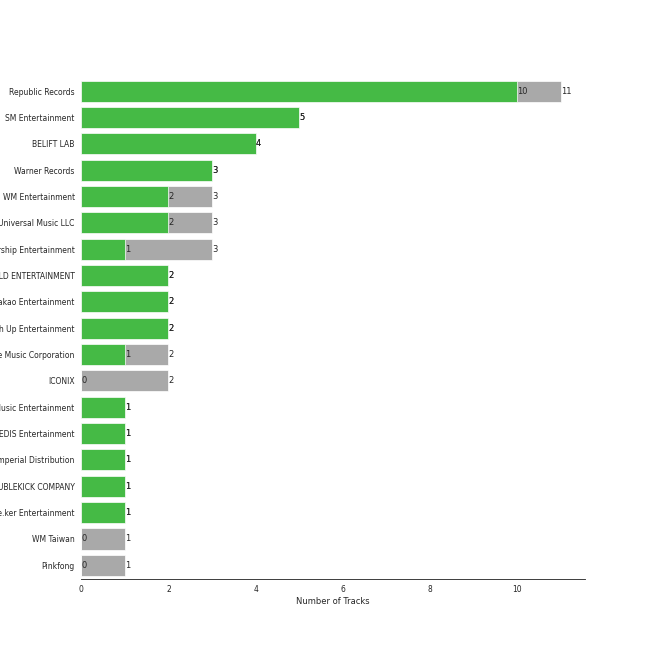 Republic Records 10 11
SM Entertainment 5
BELIFT LAB 4
Warner Records 3
WM Entertainment 2 3
Universal Music LLC 2 3
rship Entertainment 1 3
LD ENTERTAINMENT 2
akao Entertainment 2
h Up Entertainment 2
e Music Corporation 1 2
ICONIX 0 2
usic Entertainment 1
EDIS Entertainment 1
mperial Distribution 1
UBLEKICK COMPANY 1
e.ker Entertainment 1
WM Taiwan 0 1
Pinkfong 0 1
0 2 4 6 8 10
Number of Tracks